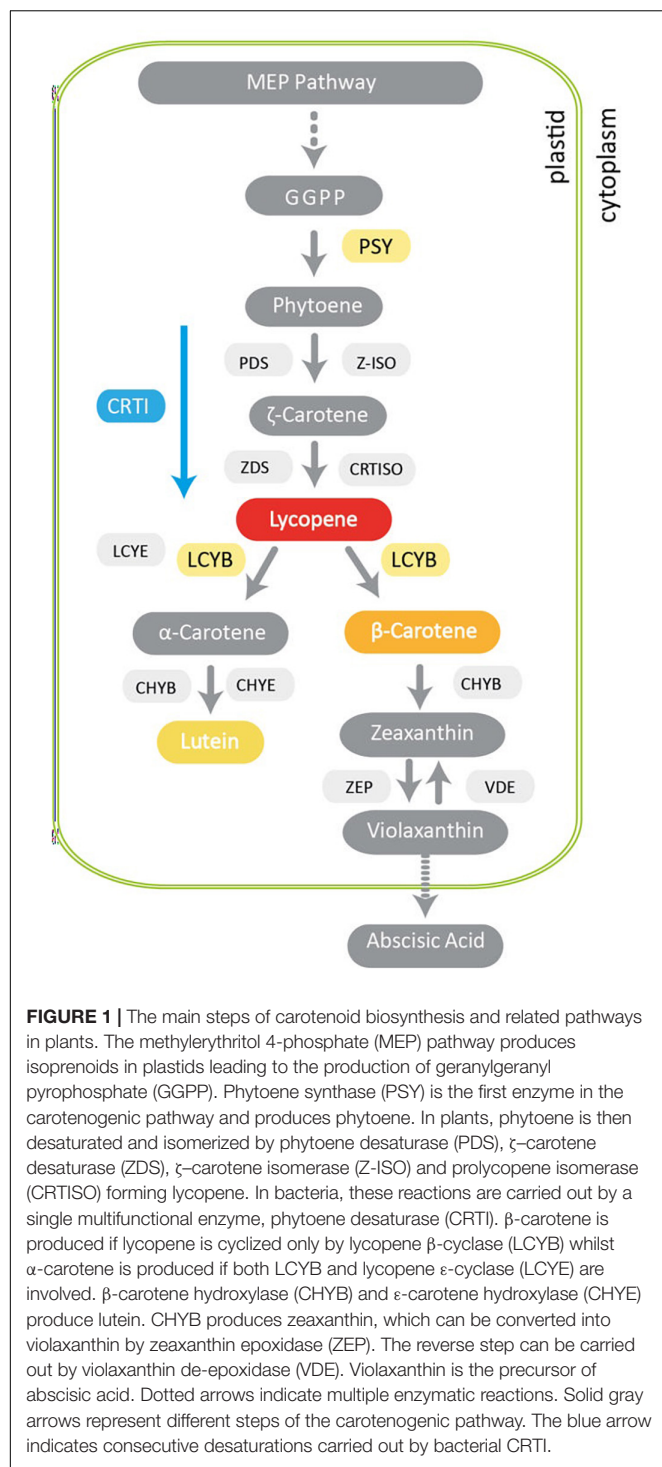 MEP Pathway
plastid
cytoplasm
GGPP
PSY
Phytoene
PDS
Z-ISO
CRTI
ζ-Carotene
ZDS
CRTISO
Lycopene
LCYE
LCYB
LCYB
α-Carotene
β-Carotene
CHYB
CHYE
CHYB
Lutein
Zeaxanthin
ZEP
VDE
Violaxanthin
Abscisic Acid
FIGURE 1 | The main steps of carotenoid biosynthesis and related pathways
in plants. The methylerythritol 4-phosphate (MEP) pathway produces
isoprenoids in plastids leading to the production of geranylgeranyl
pyrophosphate (GGPP). Phytoene synthase (PSY) is the first enzyme in the
carotenogenic pathway and produces phytoene. In plants, phytoene is then
desaturated and isomerized by phytoene desaturase (PDS), ζ–carotene
desaturase (ZDS), ζ–carotene isomerase (Z-ISO) and prolycopene isomerase
(CRTISO) forming lycopene. In bacteria, these reactions are carried out by a
single multifunctional enzyme, phytoene desaturase (CRTI). β-carotene is
produced if lycopene is cyclized only by lycopene β-cyclase (LCYB) whilst
α-carotene is produced if both LCYB and lycopene ε-cyclase (LCYE) are
involved. β-carotene hydroxylase (CHYB) and ε-carotene hydroxylase (CHYE)
produce lutein. CHYB produces zeaxanthin, which can be converted into
violaxanthin by zeaxanthin epoxidase (ZEP). The reverse step can be carried
out by violaxanthin de-epoxidase (VDE). Violaxanthin is the precursor of
abscisic acid. Dotted arrows indicate multiple enzymatic reactions. Solid gray
arrows represent different steps of the carotenogenic pathway. The blue arrow
indicates consecutive desaturations carried out by bacterial CRTI.